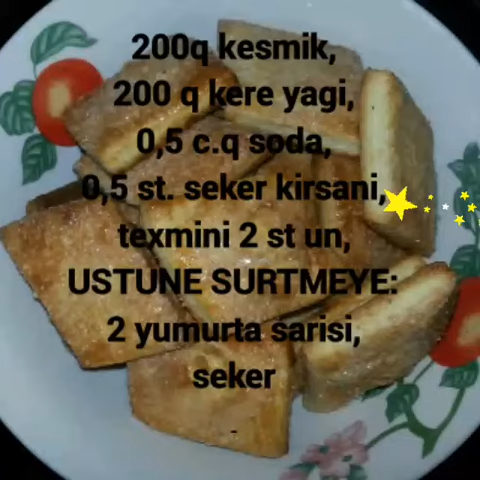 200q kesmik,
200 q kere yagi,
0,5 c.q soda,
0,5 st. seker kirsani,
texmini 2 st un,
USTUNE SURTMEYE:
2 yumurta sarisi,
seker
-